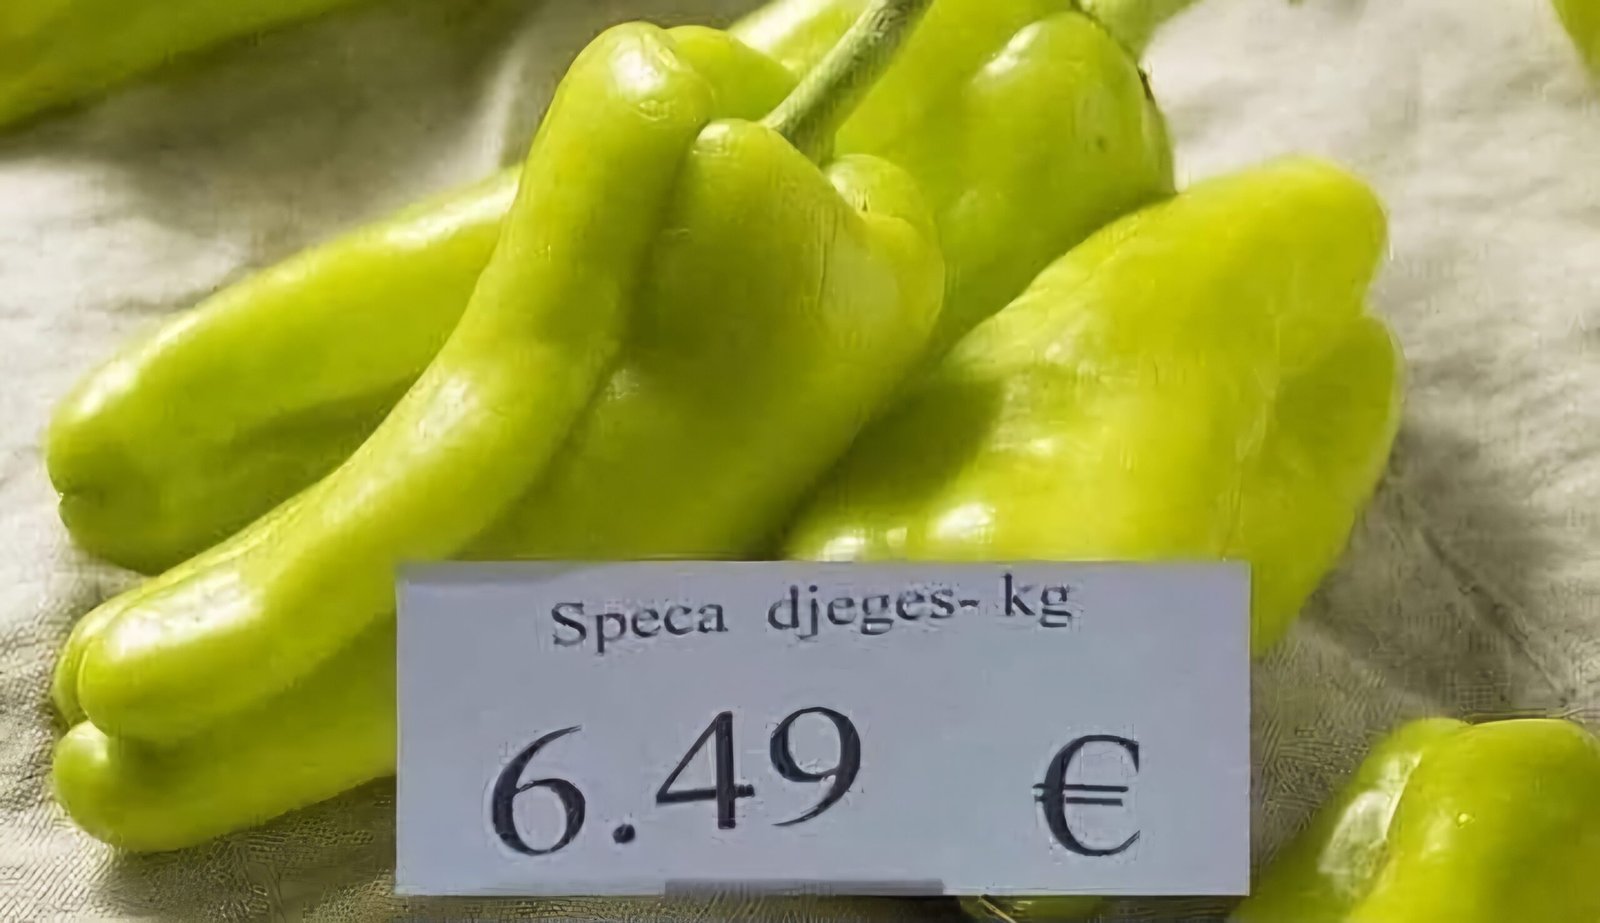 Speca djeges- kg
6.49 €